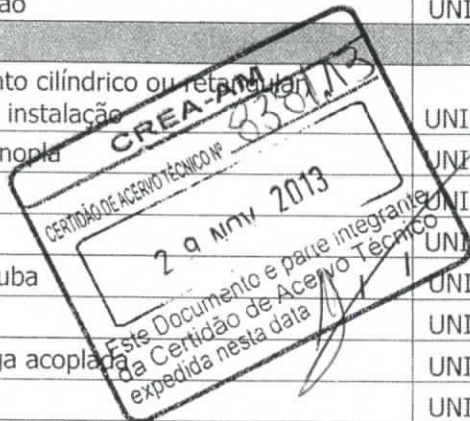 ão UNI
nto cilíndrico ou retangular
instalação UNI
nopla UNI
UNI
UNI
uba UNI
UNI
ga acoplada UNI
UNI
CREA-AM
CERTIDÃO DE ACERVO TÉCNICO Nº
29 NOV 2013
Este Documento e parte integrante
da Certidão de Acervo Técnico
expedida nesta data